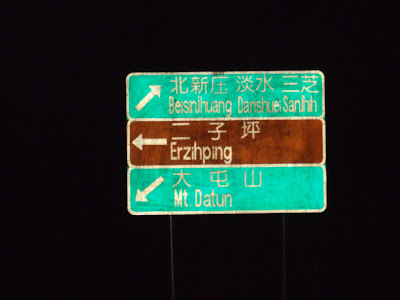 北新庄 淡水 三芝
BeisinJhuang Danshuei SanJhih
二子坪
Erzihping
大屯山
Mt. Datun